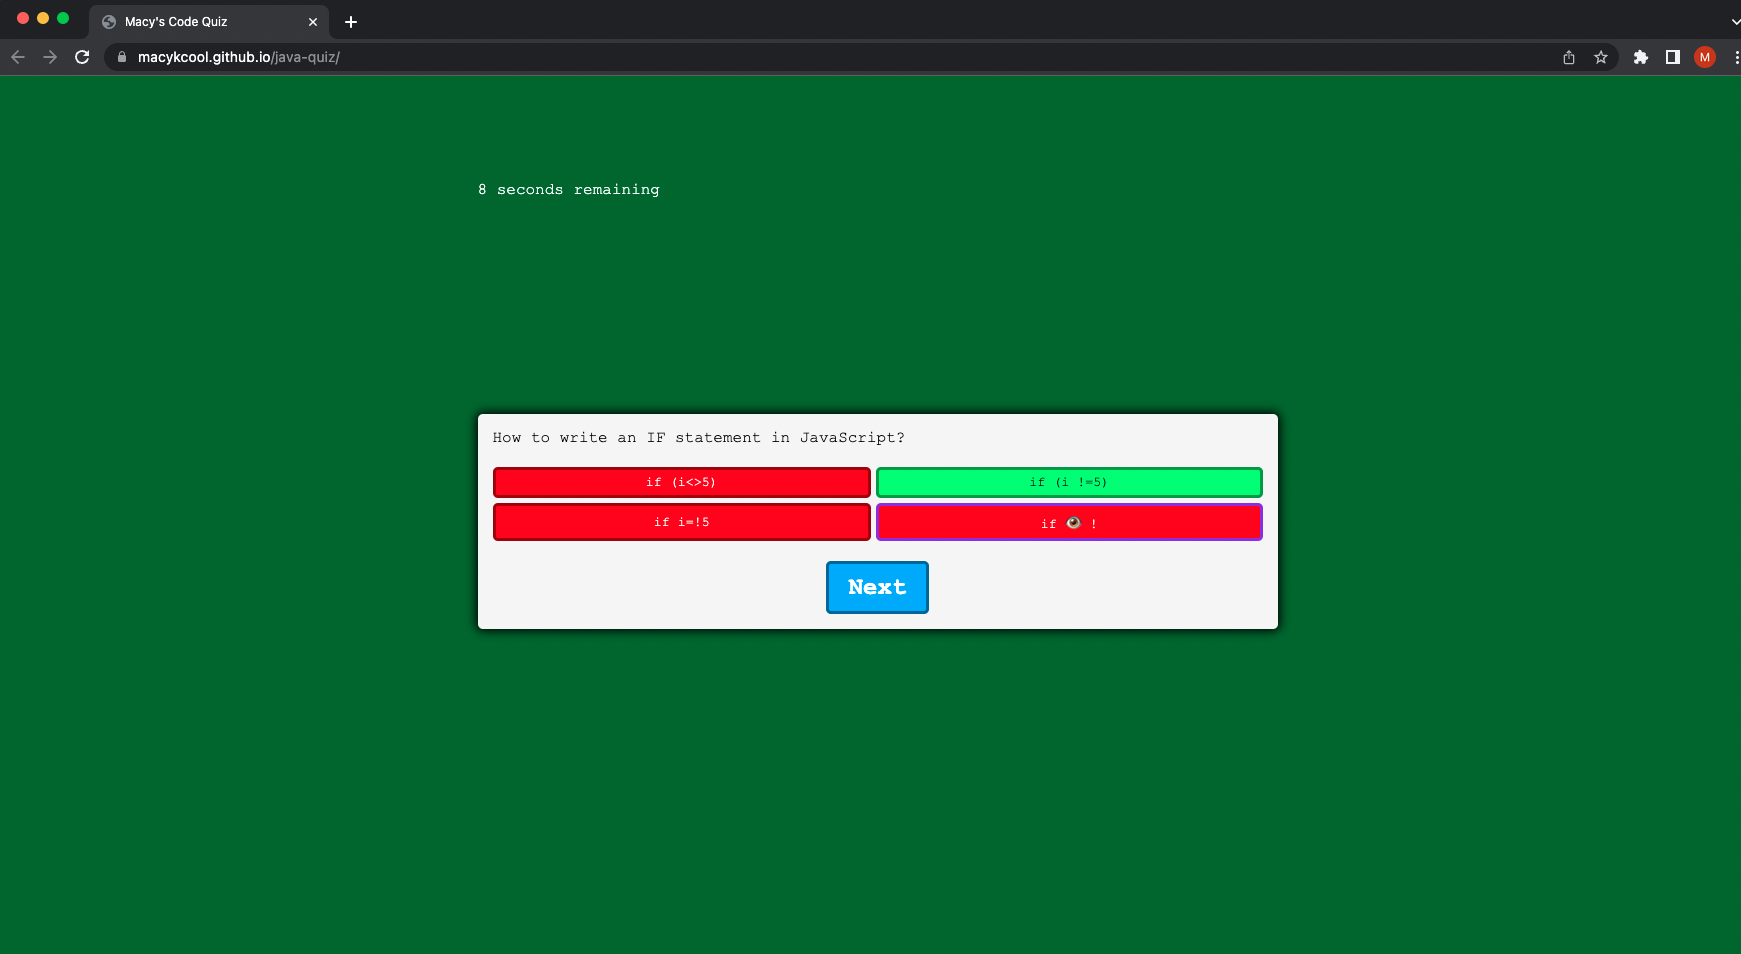 Macy's Code Quiz
macykcool.github.io/java-quiz/
M
8 seconds remaining
How to write an IF statement in JavaScript?
if (i<>5)
if (i !=5)
if i=!5
if 👁 !
Next